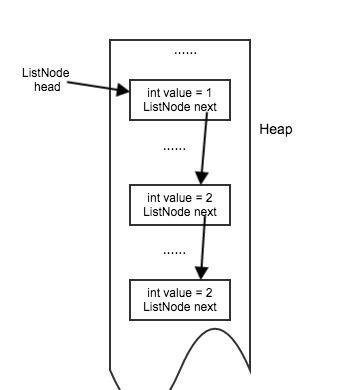 ......
ListNode
head
int value = 1
ListNode next
Heap
......
int value = 2
ListNode next
......
int value = 2
ListNode next